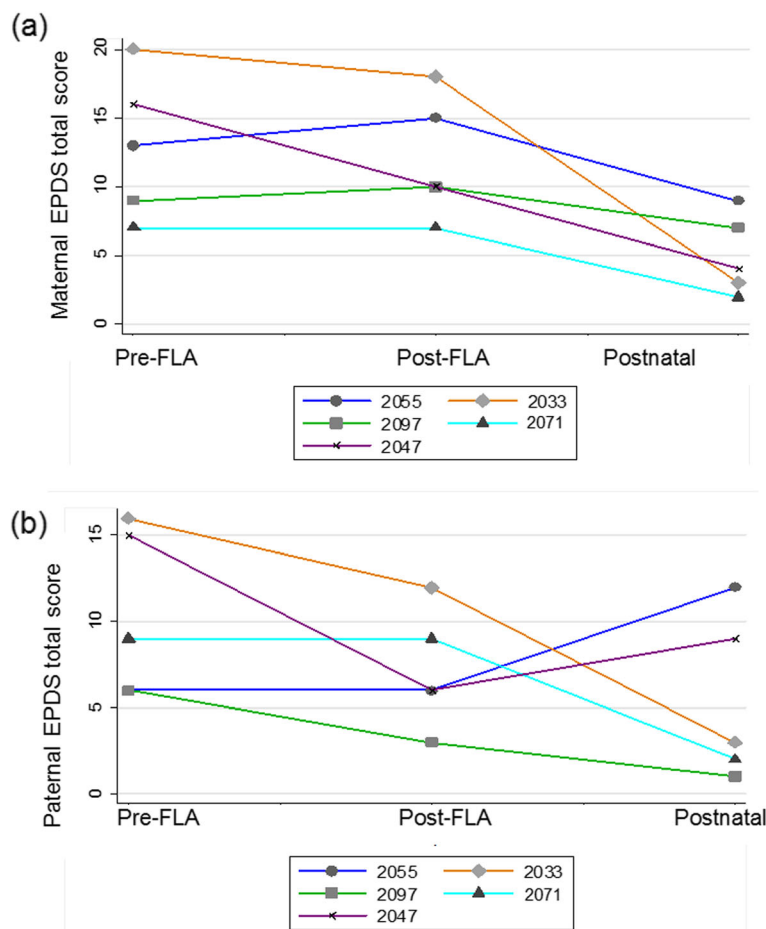 (a)
Maternal EPDS total score
20
15
10
5
0
Pre-FLA Post-FLA Postnatal
2055 2033
2097 2071
2047
(b)
Paternal EPDS total score
15
10
5
0
Pre-FLA Post-FLA Postnatal
2055 2033
2097 2071
2047